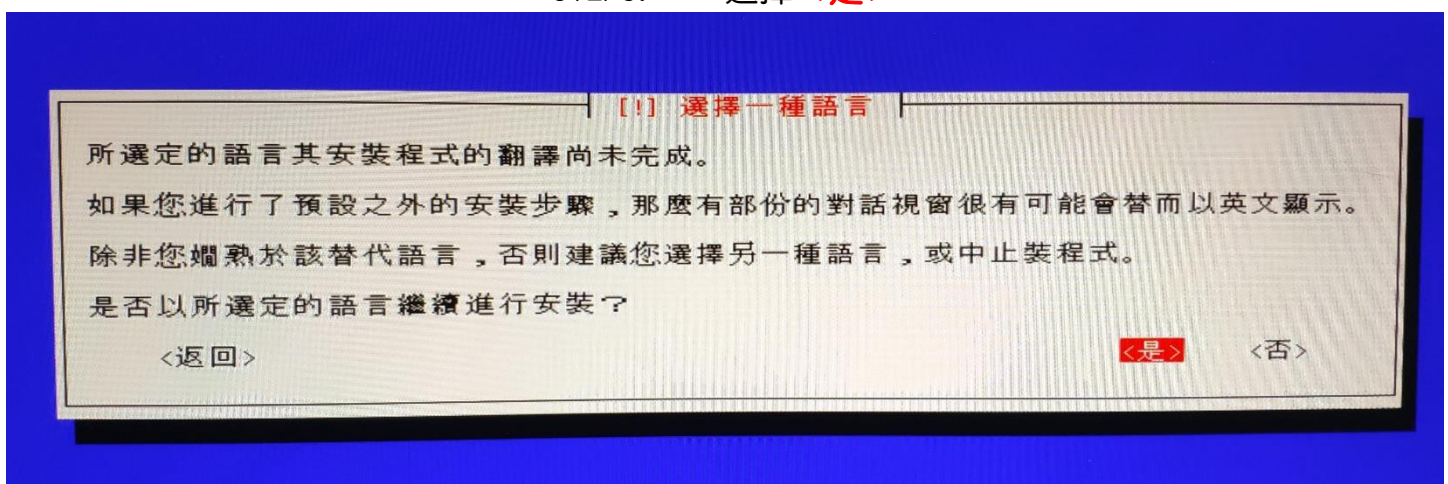 選擇 <是>
[!] 選擇一種語言
所選定的語言其安裝程式的翻譯尚未完成。
如果您進行了預設之外的安裝步驟，那麼有部份的對話視窗很有可能會替而以英文顯示。
除非您嫺熟於該替代語言，否則建議您選擇另一種語言，或中止裝程式。
是否以所選定的語言繼續進行安裝？
<返回> <是> <否>